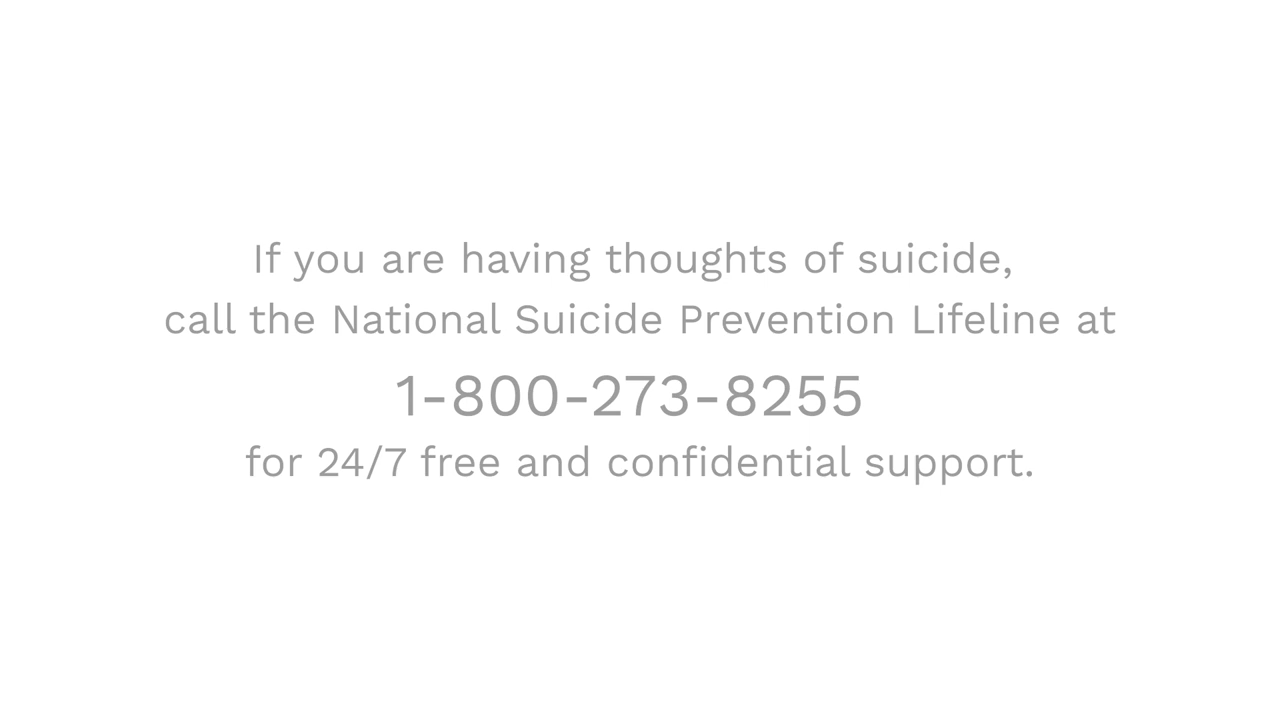 If you are having thoughts of suicide,
call the National Suicide Prevention Lifeline at
1-800-273-8255
for 24/7 free and confidential support.